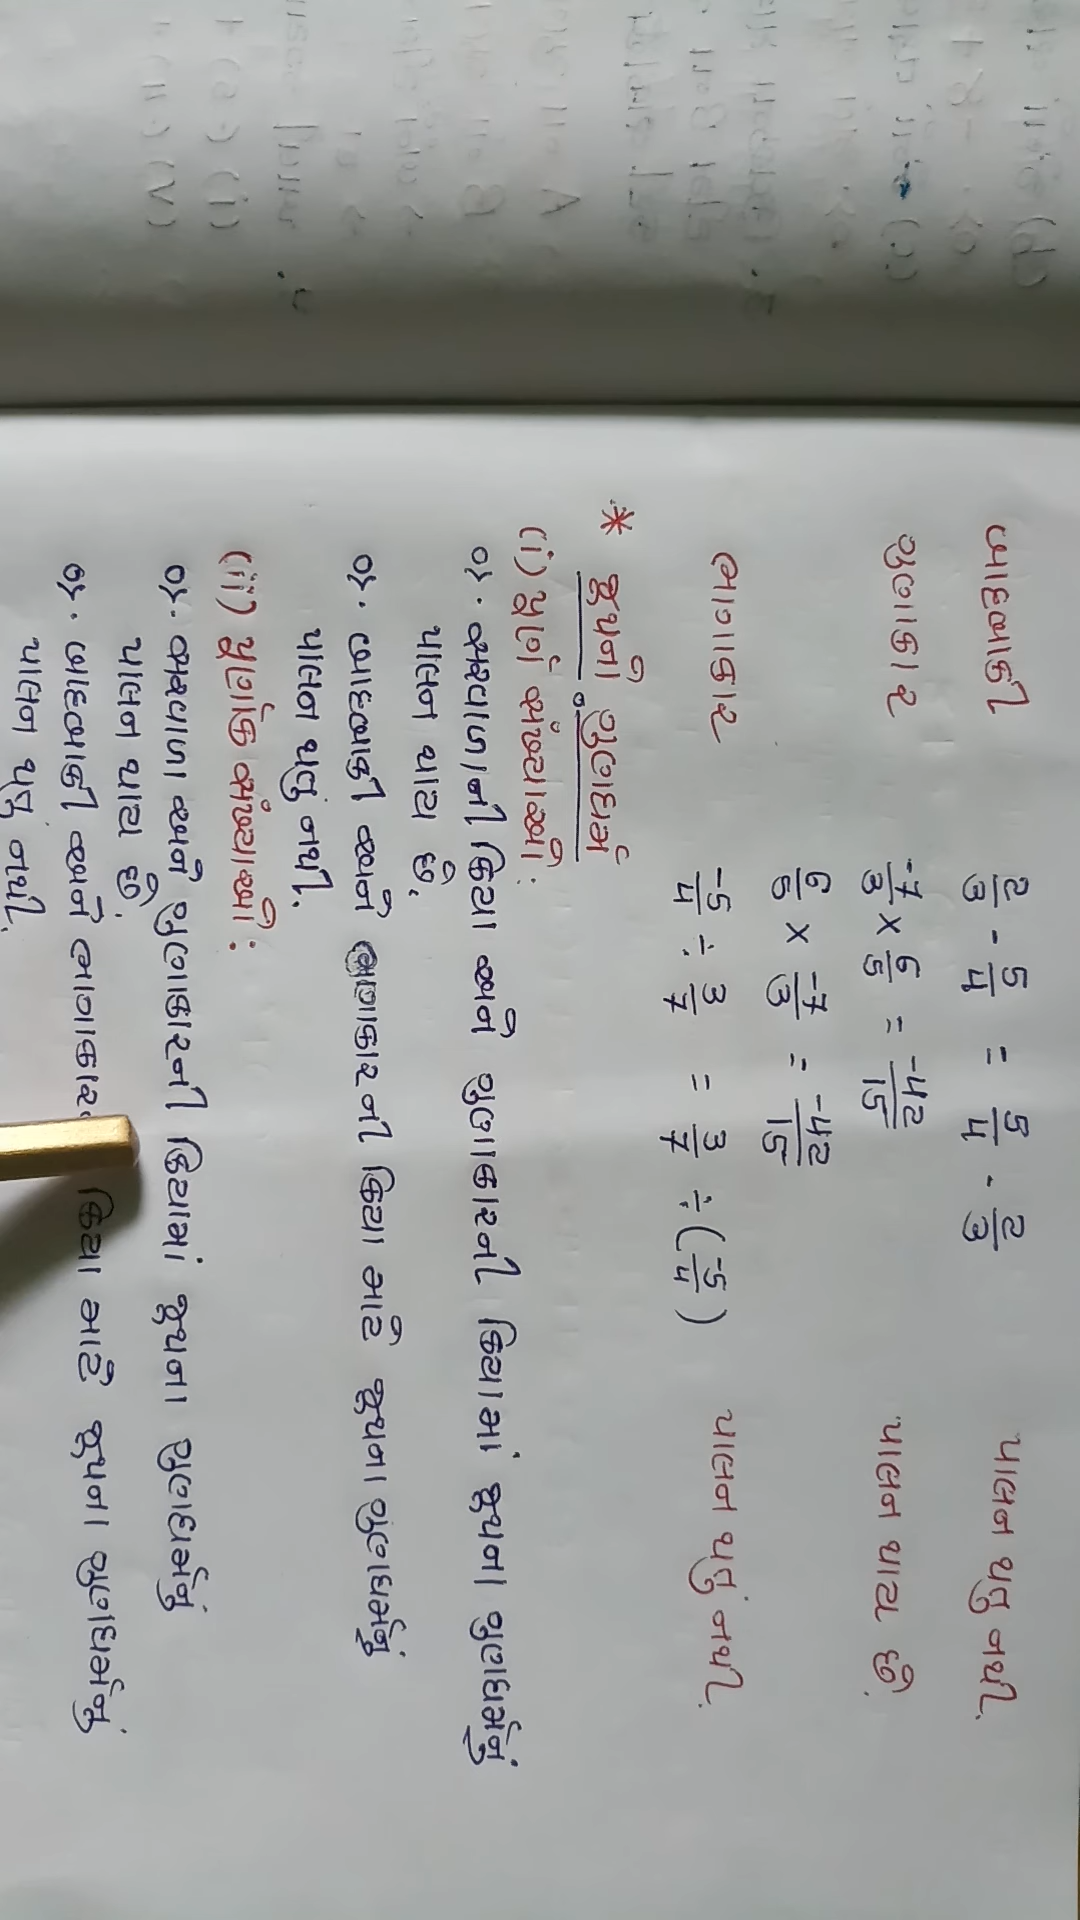 બાદબાકી 2/3 - 5/4 = 5/4 - 2/3 પાલન થતુ નથી.
ગુણાકાર -7/3 × 6/5 = -42/15 પાલન થાય છે.
6/5 × -7/3 = -42/15
ભાગાકાર -5/4 ÷ 3/7 = 3/7 ÷ (-5/4) પાલન થતું નથી.
* જુથનો ગુણધર્મ
(i) પુર્ણ સંખ્યાઓ:
સરવાળાની ક્રિયા અને ગુણાકારની ક્રિયામાં જુથના ગુણધર્મનું
પાલન થાય છે.
બાદબાકી અને ભાગાકારની ક્રિયા માટે જુથના ગુણધર્મનું
પાલન થતું નથી.
(ii) પુર્ણાંક સંખ્યાઓ:
સરવાળા અને ગુણાકારની ક્રિયામાં જુથના ગુણધર્મનું
પાલન થાય છે.
બાદબાકી અને ભાગાકાર ક્રિયા માટે જુથના ગુણધર્મનું
પાલન થતું નથી.